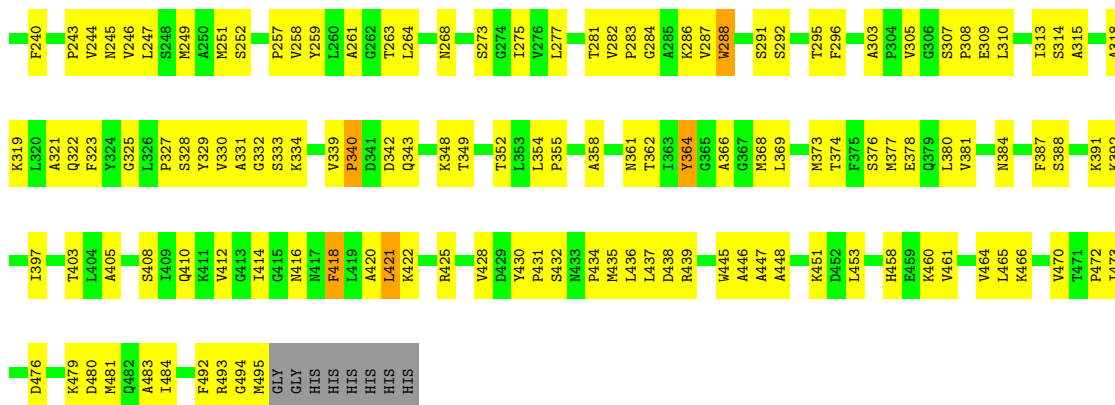 F240 P243 V244 N245 V246 L247 S248 M249 A250 M251 S252 P257 V258 Y259 L260 A261 G262 T263 L264 N268 S273 G274 I275 V276 L277 T281 V282 P283 G284 A285 K286 V287 W288 S291 S292 T295 F296 A303 P304 V305 G306 S307 P308 E309 L310 I313 S314 A315 A318
K319 L320 A321 Q322 F323 Y324 G325 L326 P327 S328 Y329 V330 A331 G332 S333 K334 V339 F340 D341 D342 Q343 K348 T349 T352 L353 L354 P355 A358 N361 T362 I363 Y364 G365 A366 G367 M368 L369 M373 T374 F375 S376 M377 E378 Q379 L380 V381 N384 F387 S388 K391
I397 T403 L404 A405 S408 I409 Q410 K411 V412 G413 I414 G415 N416 N417 F418 L419 A420 L421 K422 R425 V428 D429 Y430 P431 S432 N433 P434 M435 L436 L437 D438 R439 W445 A446 A447 A448 K451 D452 L453 H458 E459 K460 V461 V464 L465 K466 V470 T471 P472
D476 K479 D480 M481 Q482 A483 I484 F492 R493 G494 M495 GLY GLY HIS HIS HIS HIS HIS HIS